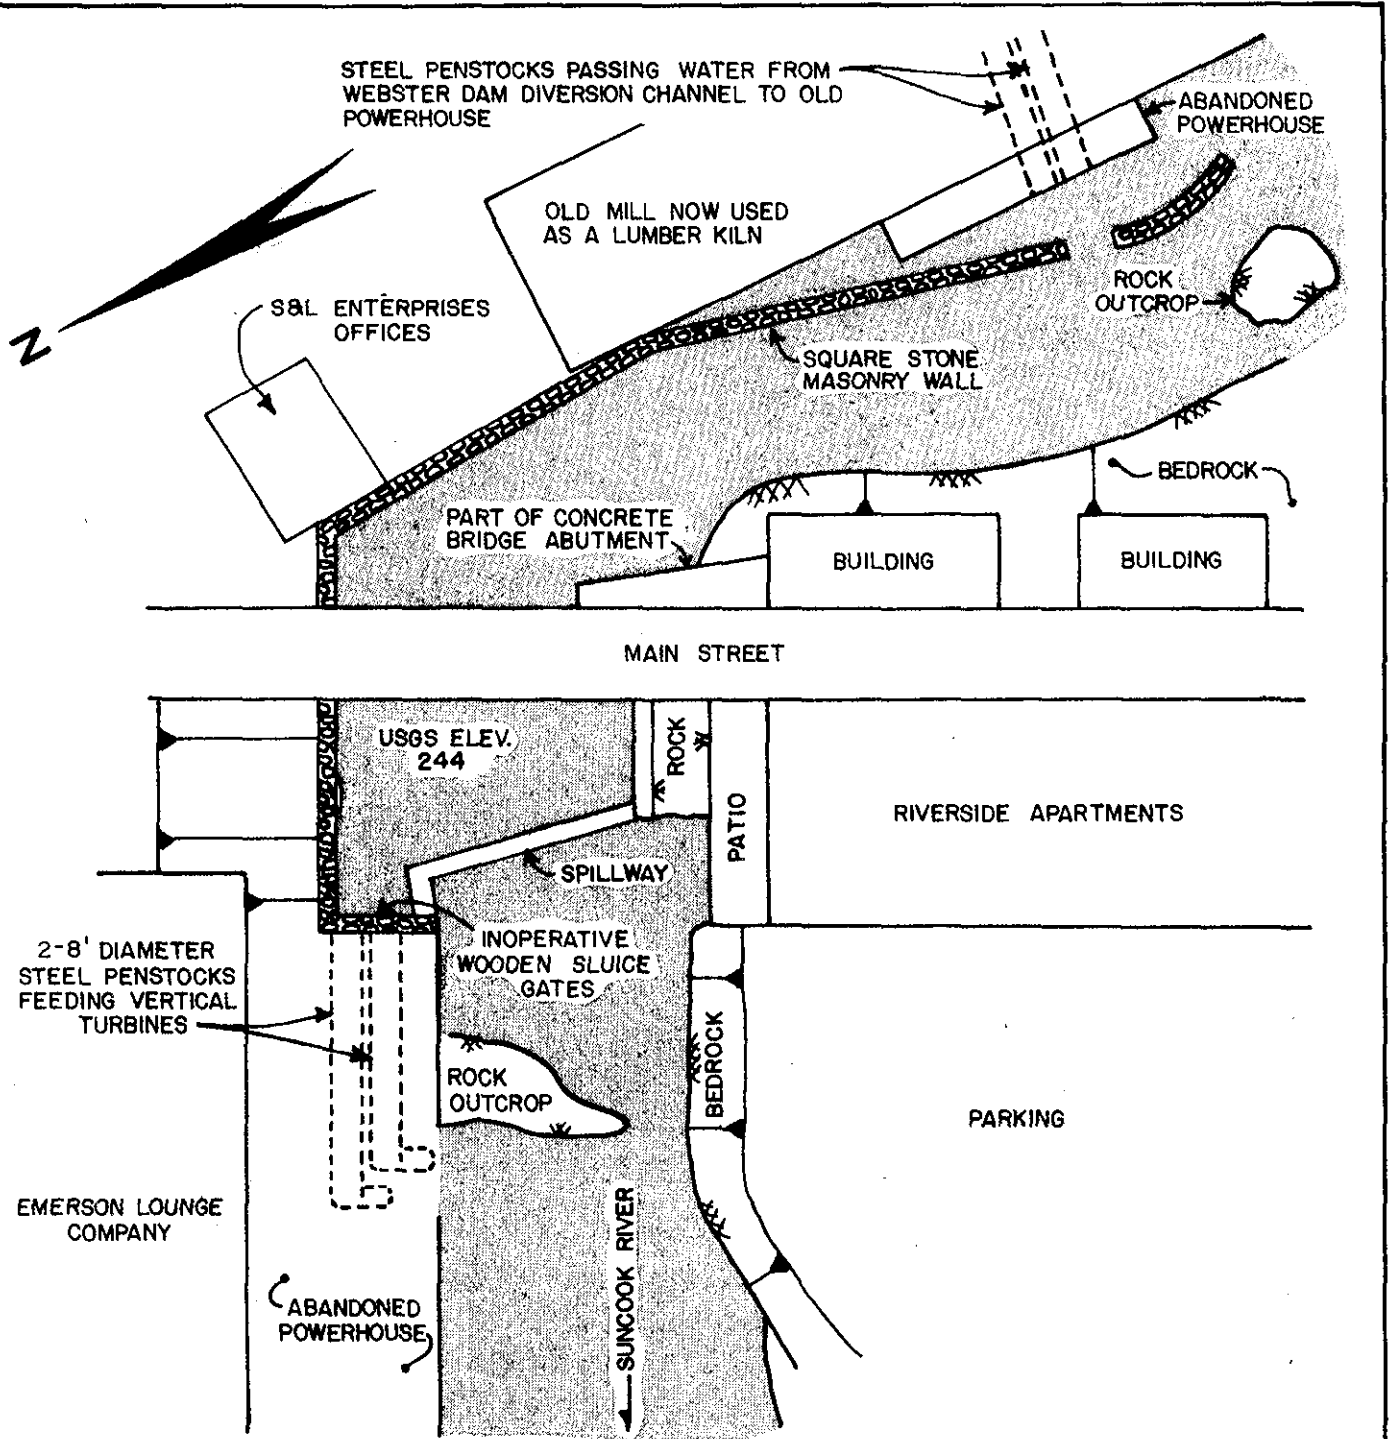 STEEL PENSTOCKS PASSING WATER FROM
WEBSTER DAM DIVERSION CHANNEL TO OLD
POWERHOUSE
ABANDONED
POWERHOUSE
OLD MILL NOW USED
AS A LUMBER KILN
N
S&L ENTERPRISES
OFFICES
ROCK
OUTCROP
SQUARE STONE
MASONRY WALL
BEDROCK
PART OF CONCRETE
BRIDGE ABUTMENT
BUILDING
BUILDING
MAIN STREET
USGS ELEV.
244
ROCK
PATIO
RIVERSIDE APARTMENTS
SPILLWAY
INOPERATIVE
WOODEN SLUICE
GATES
2-8' DIAMETER
STEEL PENSTOCKS
FEEDING VERTICAL
TURBINES
BEDROCK
ROCK
OUTCROP
PARKING
EMERSON LOUNGE
COMPANY
SUNCOOK RIVER
ABANDONED
POWERHOUSE